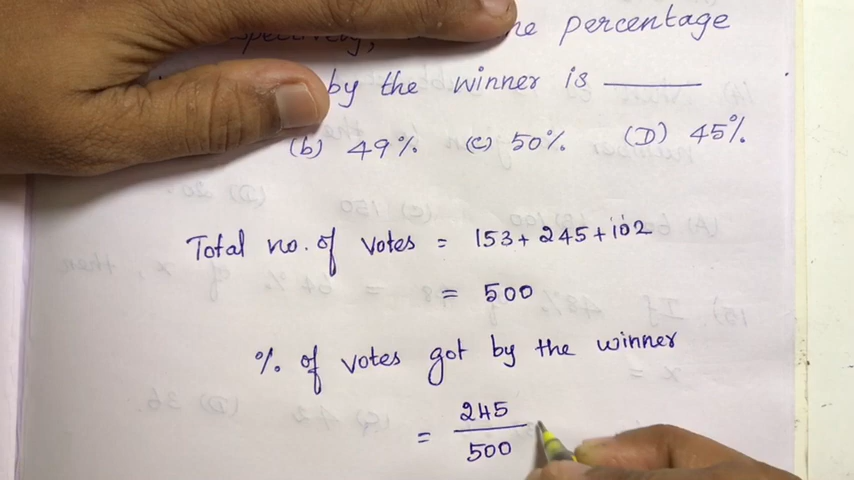 percentage
by the winner is
(b) 49% (C) 50% (D) 45%
Total no. of votes = 153+245+102
= 500
% of votes got by the winner
= 245
500